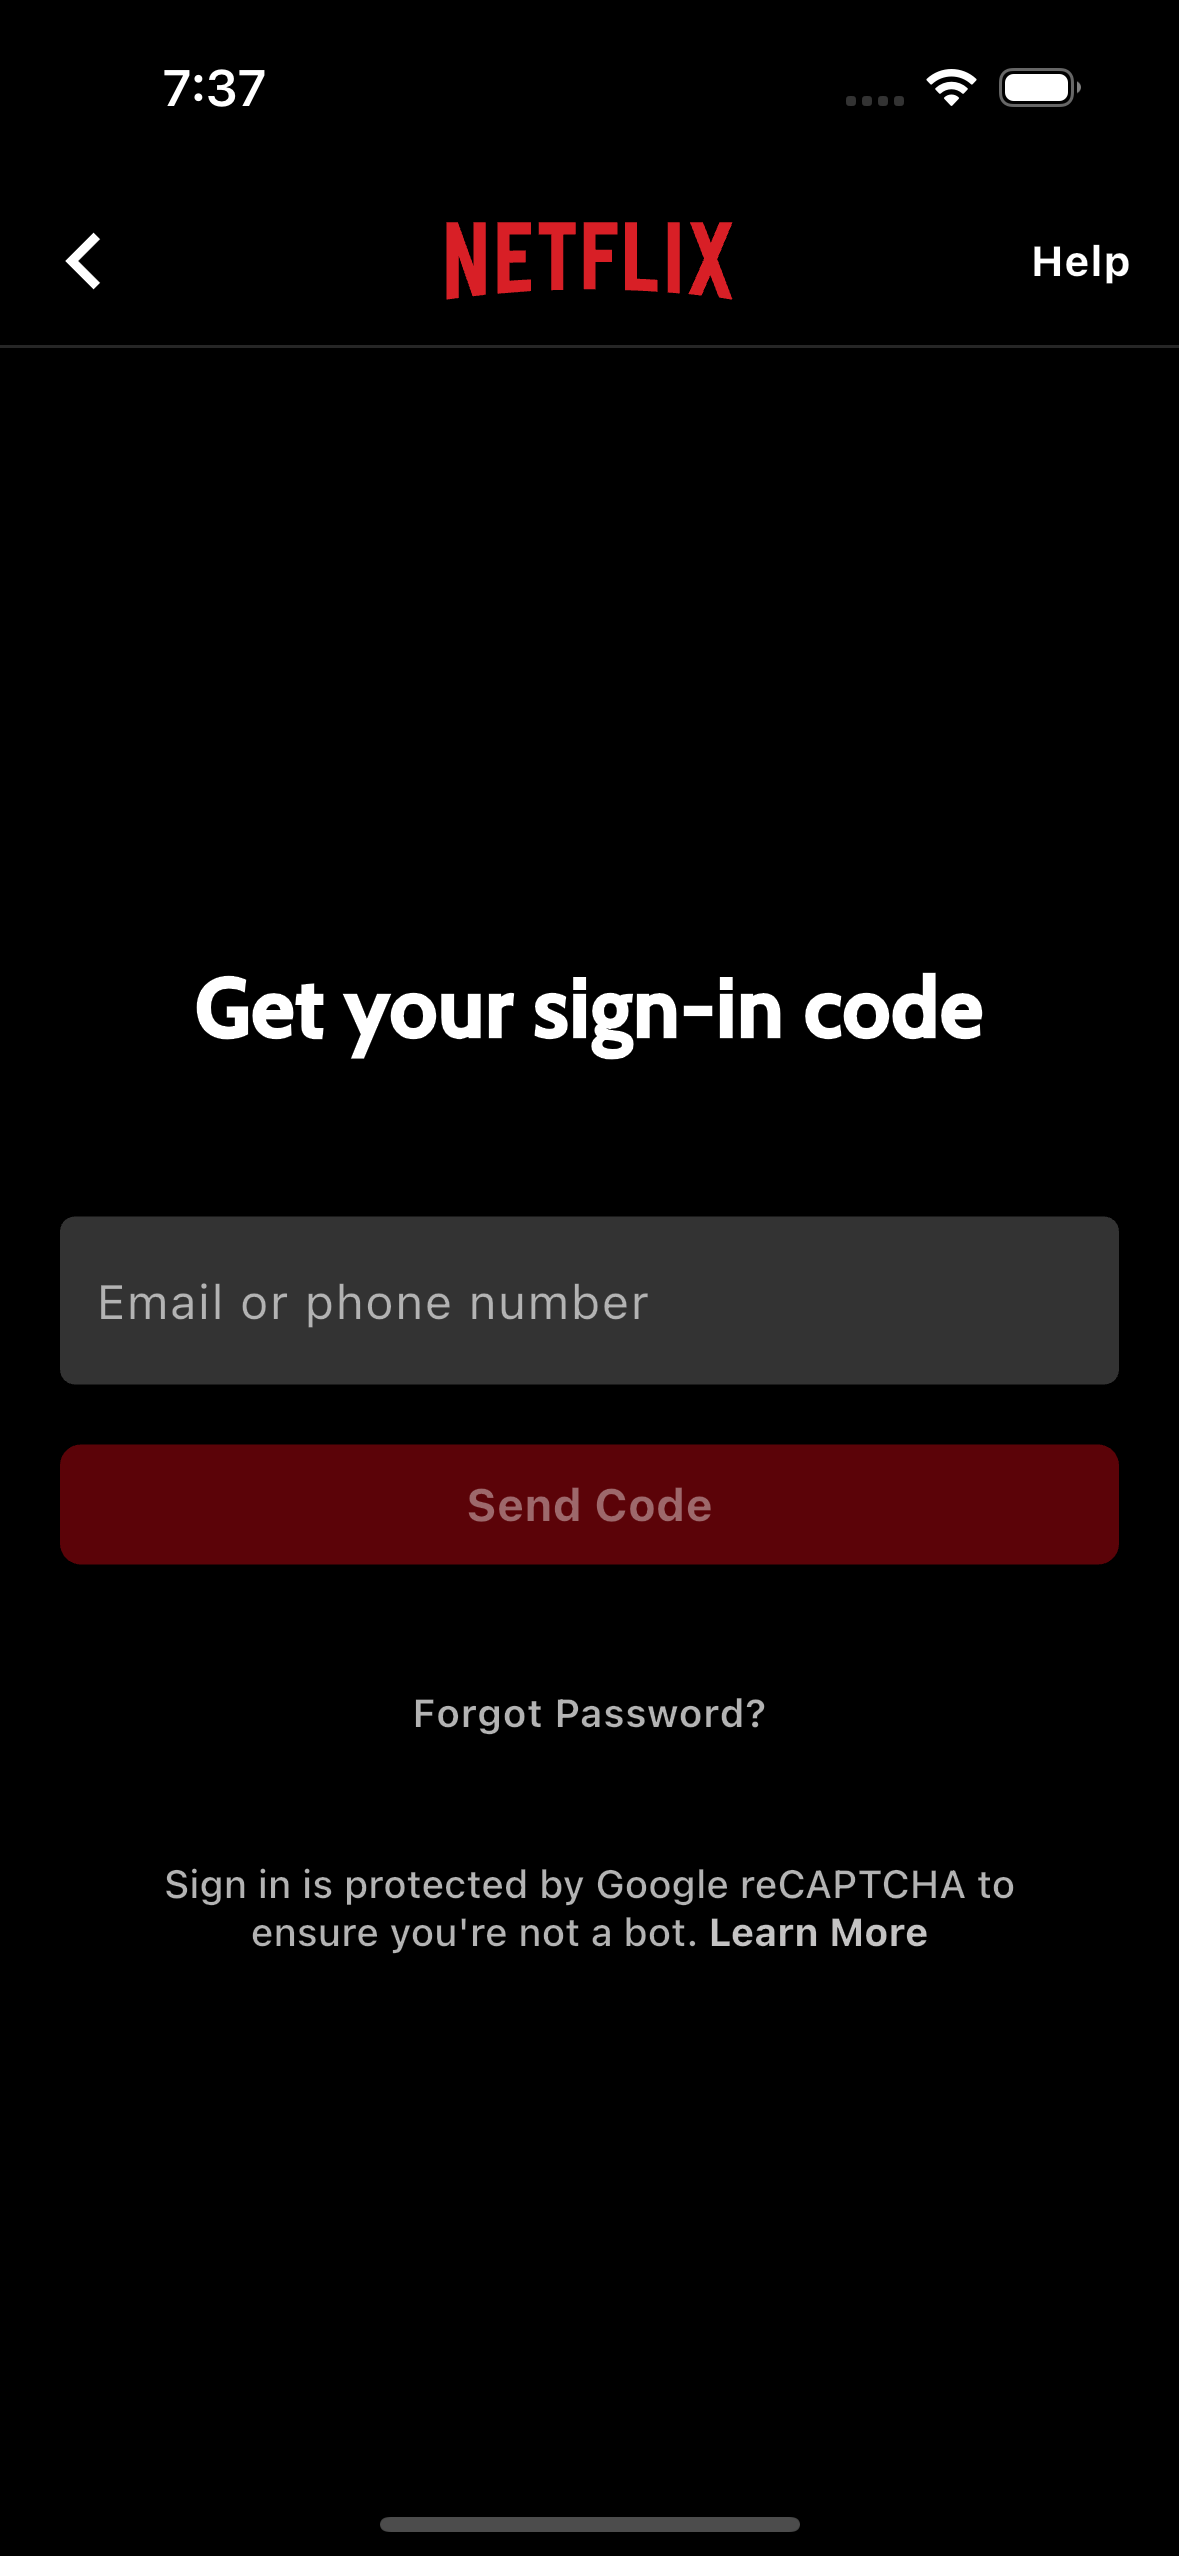 7:37
NETFLIX
Help
Get your sign-in code
Email or phone number
Send Code
Forgot Password?
Sign in is protected by Google reCAPTCHA to
ensure you're not a bot. Learn More